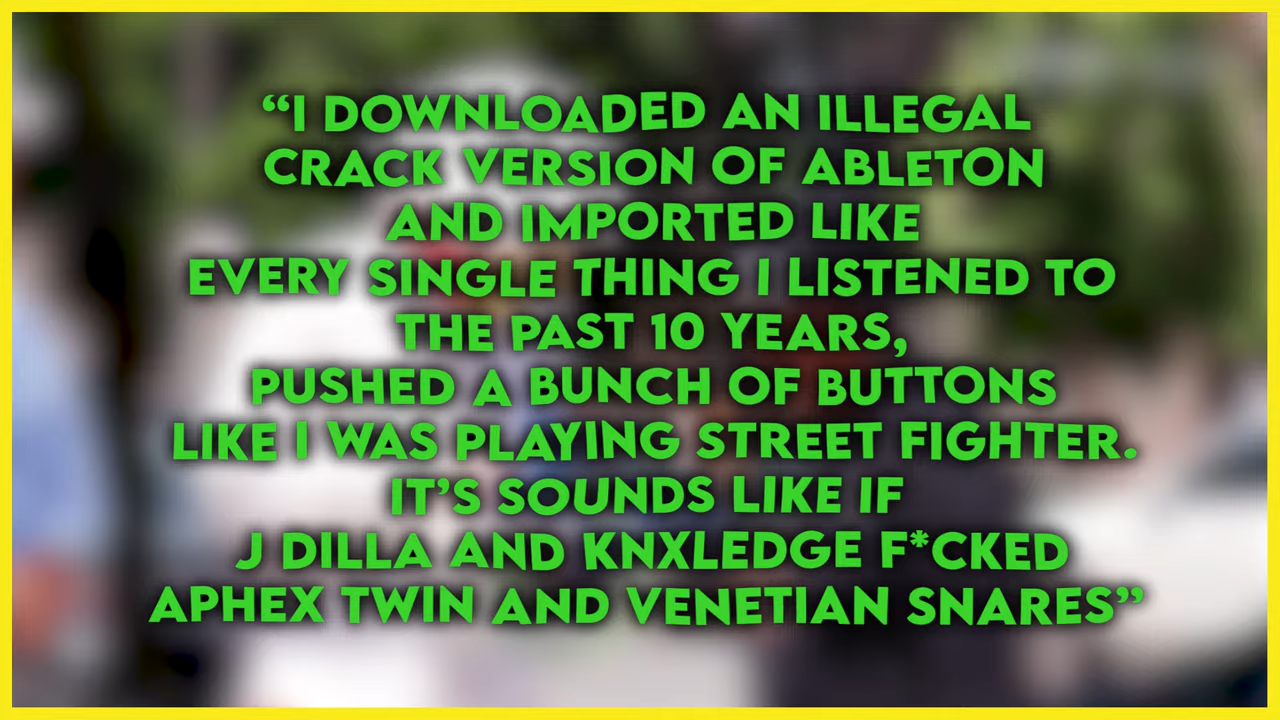 “I DOWNLOADED AN ILLEGAL
CRACK VERSION OF ABLETON
AND IMPORTED LIKE
EVERY SINGLE THING I LISTENED TO
THE PAST 10 YEARS,
PUSHED A BUNCH OF BUTTONS
LIKE I WAS PLAYING STREET FIGHTER.
IT’S SOUNDS LIKE IF
J DILLA AND KNXLEDGE F*CKED
APHEX TWIN AND VENETIAN SNARES”